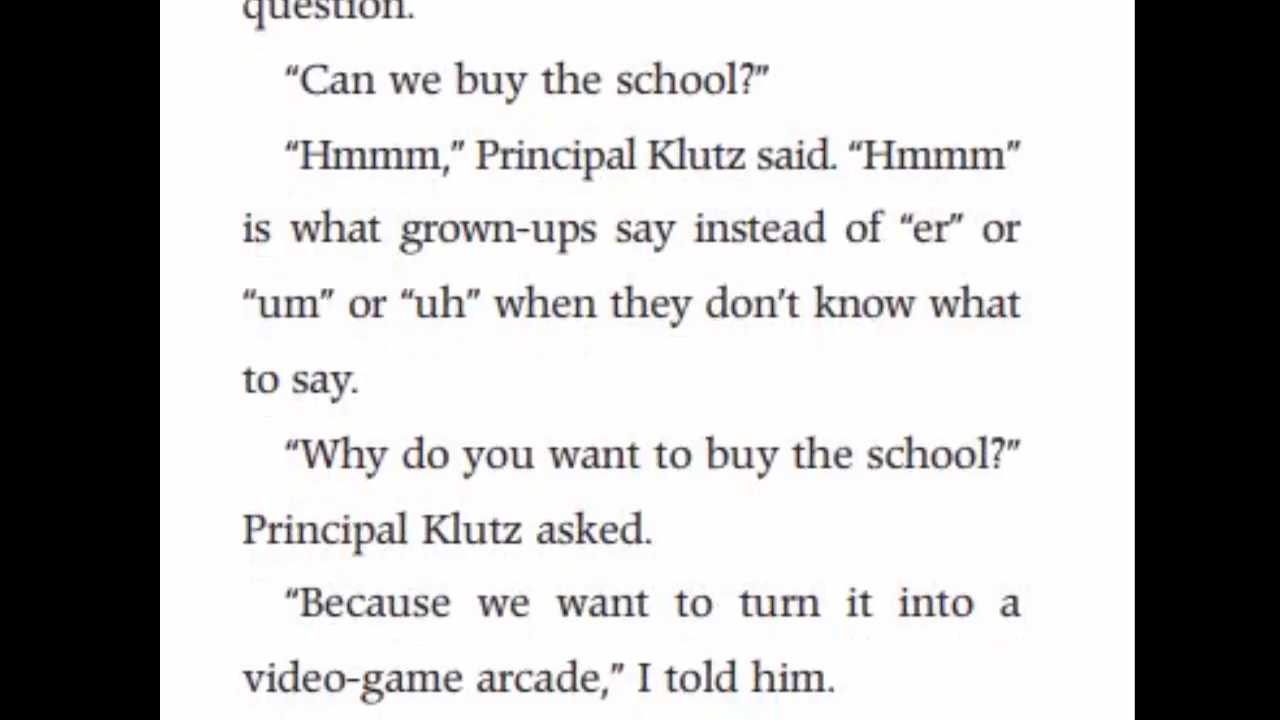 question.
“Can we buy the school?”
“Hmmm,” Principal Klutz said. “Hmmm”
is what grown-ups say instead of “er” or
“um” or “uh” when they don’t know what
to say.
“Why do you want to buy the school?”
Principal Klutz asked.
“Because we want to turn it into a
video-game arcade,” I told him.